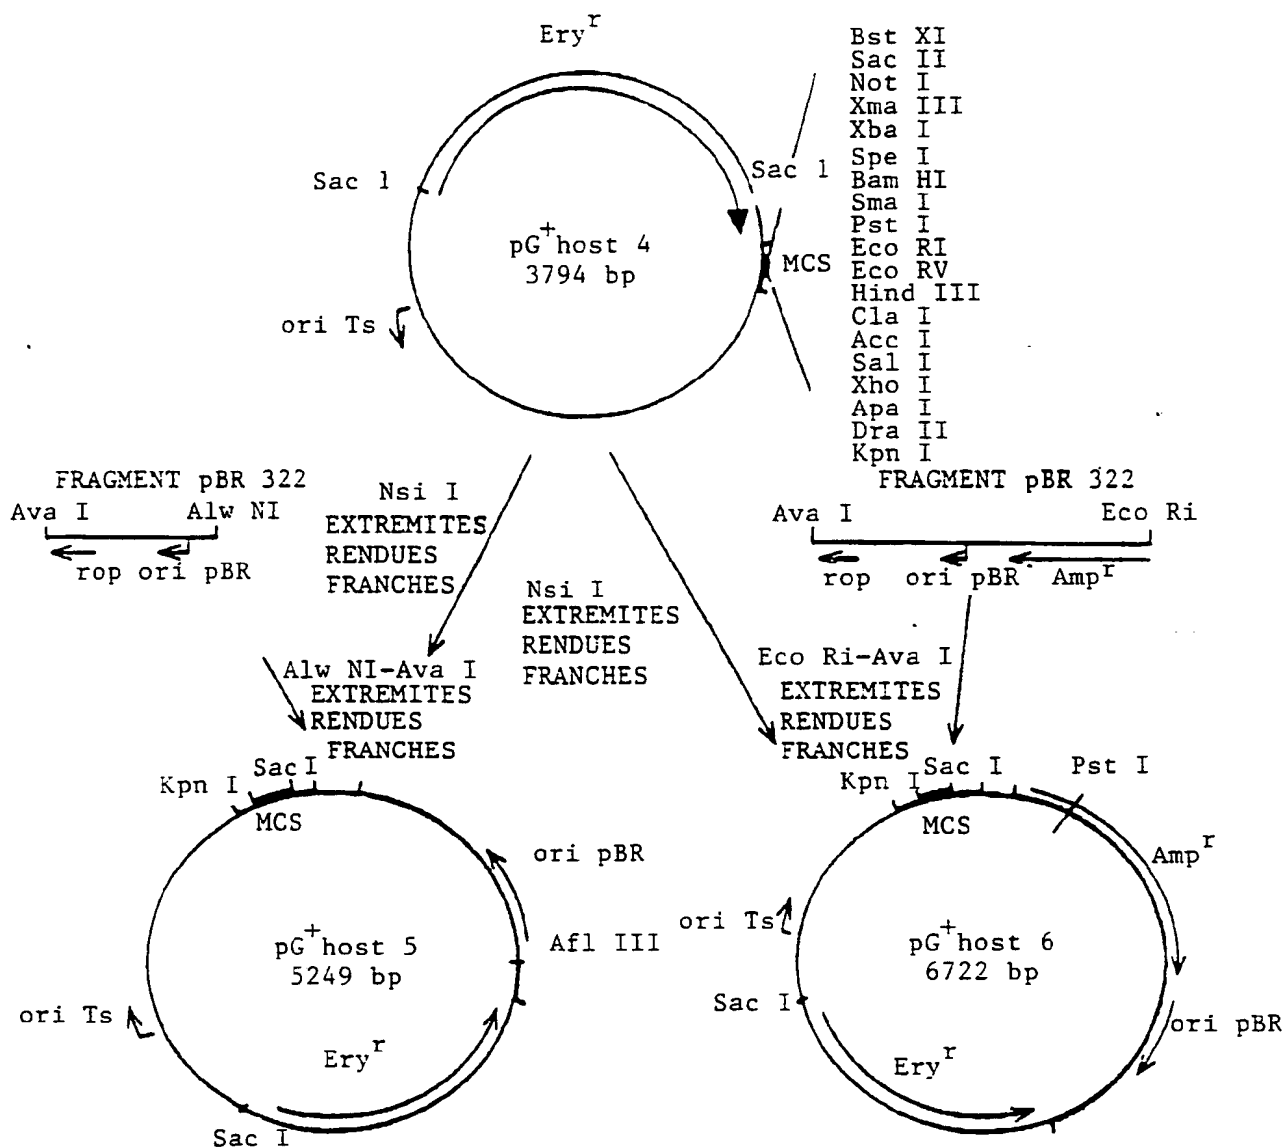 Ery^r
Bst XI
Sac II
Not I
Xma III
Xba I
Spe I
Bam HI
Sma I
Pst I
Eco RI
Eco RV
Hind III
Cla I
Acc I
Sal I
Xho I
Apa I
Dra II
Kpn I
Sac l
Sac l
MCS
pG^+host 4
3794 bp
ori Ts
FRAGMENT pBR 322
Ava I Alw NI
rop ori pBR
Nsi I
EXTREMITES
RENDUES
FRANCHES
Nsi I
EXTREMITES
RENDUES
FRANCHES
FRAGMENT pBR 322
Ava I Eco Ri
rop ori pBR Amp^r
Alw NI-Ava I
EXTREMITES
RENDUES
FRANCHES
Eco Ri-Ava I
EXTREMITES
RENDUES
FRANCHES
Kpn I
Sac I
MCS
ori pBR
Afl III
pG^+host 5
5249 bp
ori Ts
Ery^r
Sac I
Kpn I
Sac I
Pst I
MCS
Amp^r
ori Ts
pG^+host 6
6722 bp
Sac I
ori pBR
Ery^r